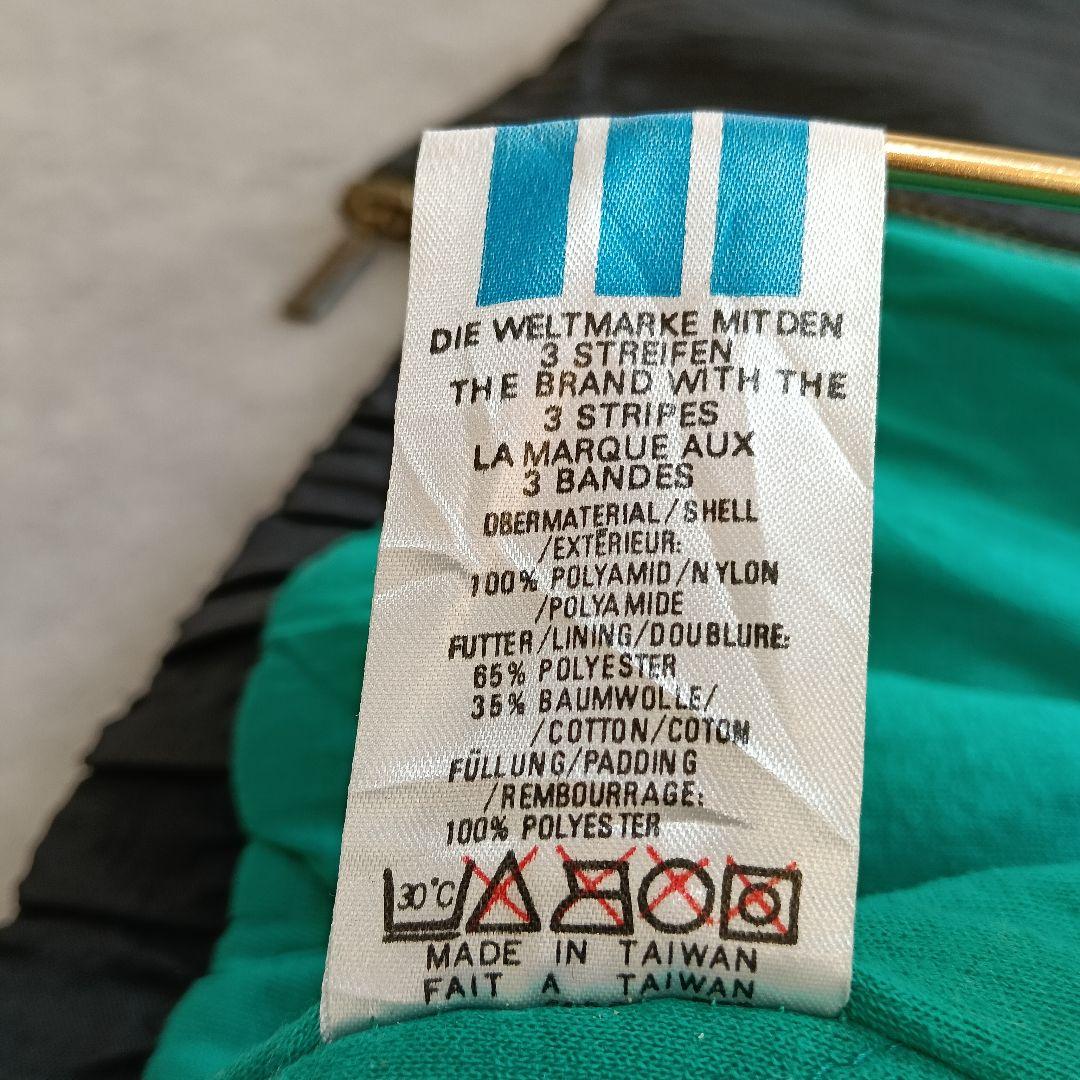 DIE WELTMARKE MIT DEN
3 STREIFEN
THE BRAND WITH THE
3 STRIPES
LA MARQUE AUX
3 BANDES
OBERMATERIAL/SHELL
/EXTÉRIEUR:
100% POLYAMID/NYLON
/POLYAMIDE
FUTTER/LINING/DOUBLURE:
65% POLYESTER
35% BAUMWOLLE/
/COTTON/COTOM
FÜLLUNG/PADDING
/REMBOURRAGE:
100% POLYESTER
30°C
MADE IN TAIWAN
FAIT A TAIWAN